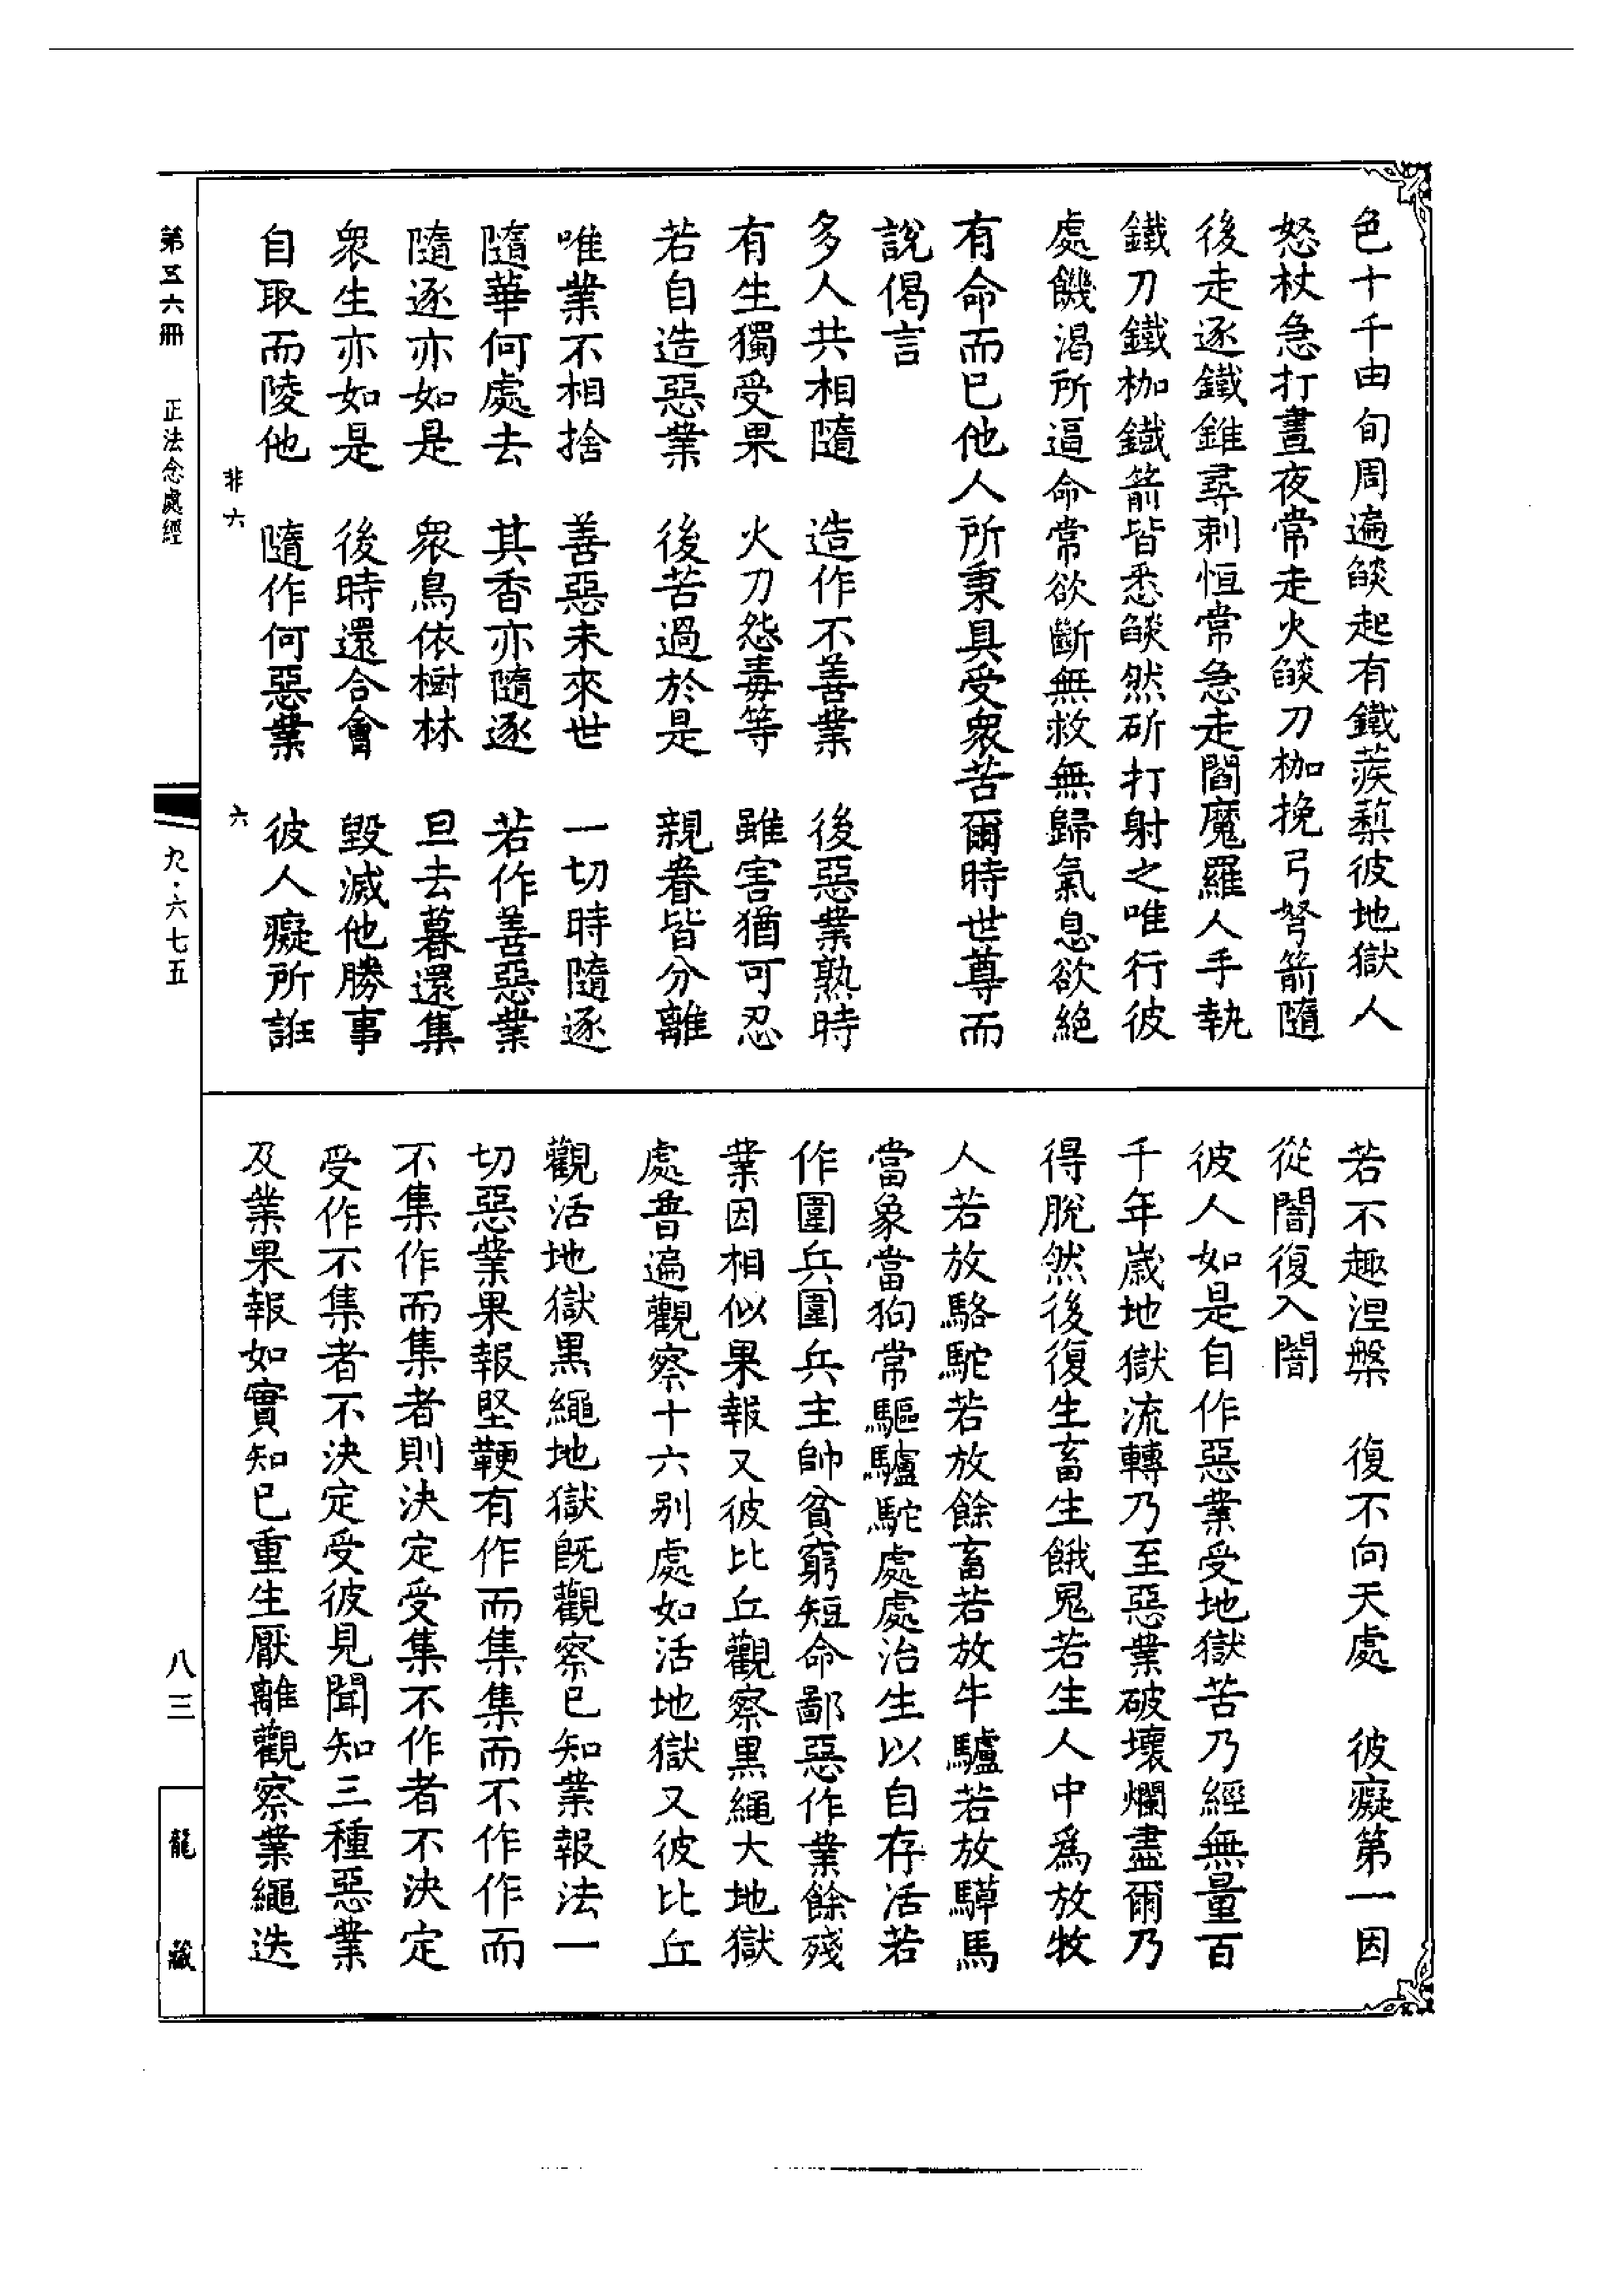 色十千由旬周遍𦦨起有鐵蒺䔧彼地獄人
怒杖急打晝夜常走火𦦨刀枷挽弓弩箭隨
後走逐鐵錐尋刺恒常急走閻魔羅人手執
鐵刀鐵枷鐵箭皆悉𦦨然斫打射之唯行彼
處饑渴所逼命常欲斷無救無歸氣息欲絕
有命而已他人所秉具受衆苦爾時世尊而
說偈言
多人共相隨　造作不善業　後惡業熟時
有生獨受果　火刀怨毒等　雖害猶可忍
若自造惡業　後苦過於是　親眷皆分離
唯業不相捨　善惡未來世　一切時隨逐
隨華何處去　其香亦隨逐　若作善惡業
隨逐亦如是　衆鳥依樹林　旦去暮還集
衆生亦如是　後時還合會　毀滅他勝事
自取而陵他　隨作何惡業　彼人癡所誑
非六　六
若不趣涅槃　復不向天處　彼癡第一因
從闇復入闇
彼人如是自作惡業受地獄苦乃經無量百
千年歲地獄流轉乃至惡業破壞爛盡爾乃
得脫然後復生畜生餓鬼若生人中爲放牧
人若放駱駝若放餘畜若放牛驢若放騲馬
當象當狗常驅驢駝處處治生以自存活若
作圍兵圍兵主帥貧窮短命鄙惡作業餘殘
業因相似果報又彼比丘觀察黑繩大地獄
處普遍觀察十六別處如活地獄又彼比丘
觀活地獄黑繩地獄旣觀察已知業報法一
切惡業果報堅鞕有作而集集而不作作而
不集作而集者則決定受集不作者不決定
受作不集者不決定受彼見聞知三種惡業
及業果報如實知已重生厭離觀察業繩迭
第五六冊　正法念處經　九·六七五　八三　龍藏